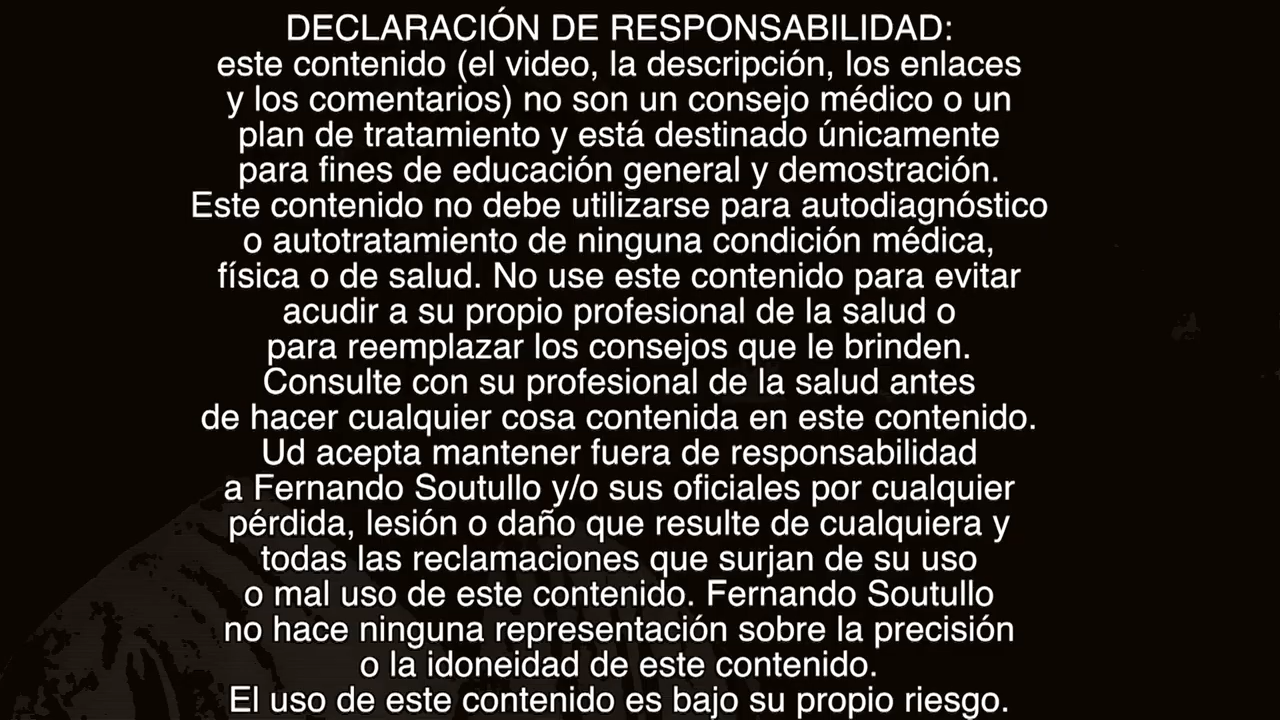 DECLARACIÓN DE RESPONSABILIDAD:
este contenido (el video, la descripción, los enlaces
y los comentarios) no son un consejo médico o un
plan de tratamiento y está destinado únicamente
para fines de educación general y demostración.
Este contenido no debe utilizarse para autodiagnóstico
o autotratamiento de ninguna condición médica,
física o de salud. No use este contenido para evitar
acudir a su propio profesional de la salud o
para reemplazar los consejos que le brinden.
Consulte con su profesional de la salud antes
de hacer cualquier cosa contenida en este contenido.
Ud acepta mantener fuera de responsabilidad
a Fernando Soutullo y/o sus oficiales por cualquier
pérdida, lesión o daño que resulte de cualquiera y
todas las reclamaciones que surjan de su uso
o mal uso de este contenido. Fernando Soutullo
no hace ninguna representación sobre la precisión
o la idoneidad de este contenido.
El uso de este contenido es bajo su propio riesgo.